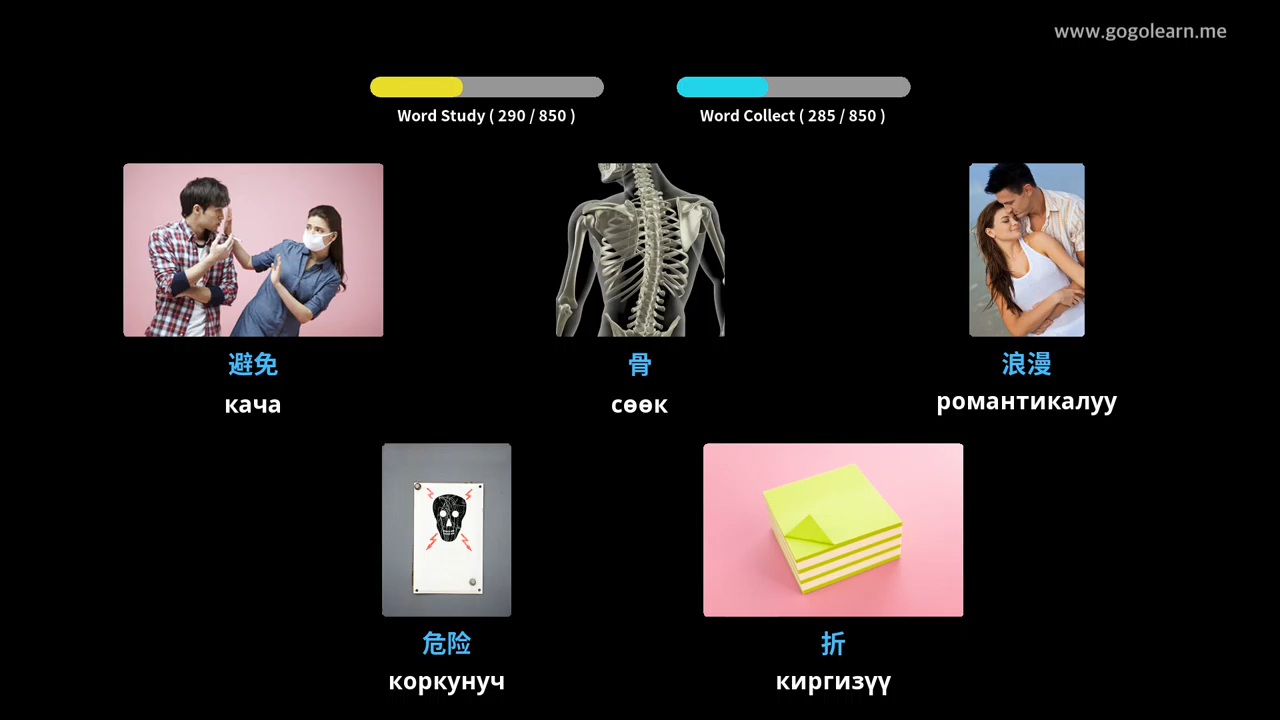 www.gogolearn.me
Word Study ( 290 / 850 )
Word Collect ( 285 / 850 )
避免
кача
骨
сөөк
浪漫
романтикалуу
危险
коркунуч
折
киргизүү